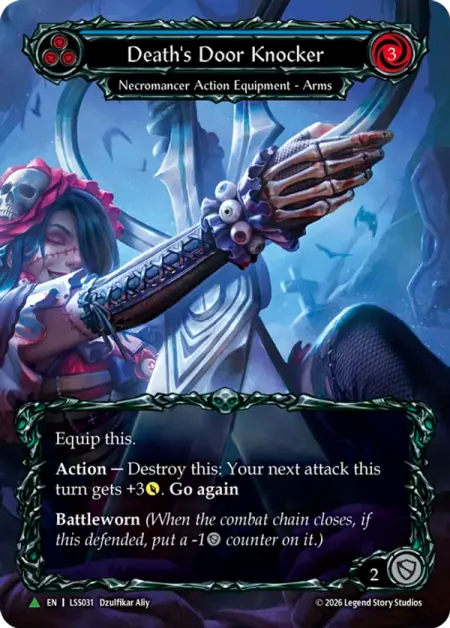 Death's Door Knocker
3
Necromancer Action Equipment - Arms
Equip this.
Action — Destroy this: Your next attack this
turn gets +3. Go again
Battleworn (When the combat chain closes, if
this defended, put a -1 counter on it.)
2
EN | LSS031 Dzulfikar Aliy © 2026 Legend Story Studios